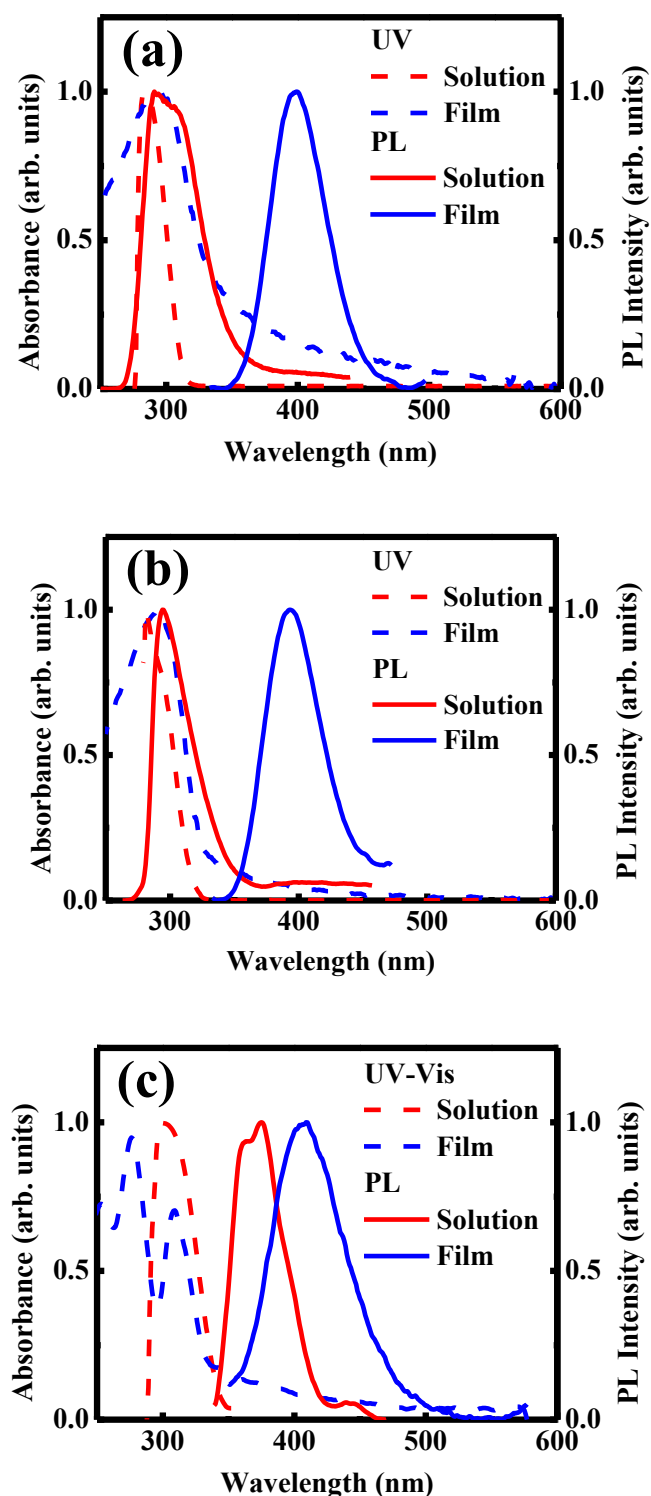 (a)
UV
Solution
Film
PL
Solution
Film
1.0
0.5
0.0
1.0
0.5
0.0
Absorbance (arb. units)
PL Intensity (arb. units)
300 400 500 600
Wavelength (nm)
(b)
UV
Solution
Film
PL
Solution
Film
1.0
0.5
0.0
1.0
0.5
0.0
Absorbance (arb. units)
PL Intensity (arb. units)
300 400 500 600
Wavelength (nm)
(c)
UV-Vis
Solution
Film
PL
Solution
Film
1.0
0.5
0.0
1.0
0.5
0.0
Absorbance (arb. units)
PL Intensity (arb. units)
300 400 500 600
Wavelength (nm)